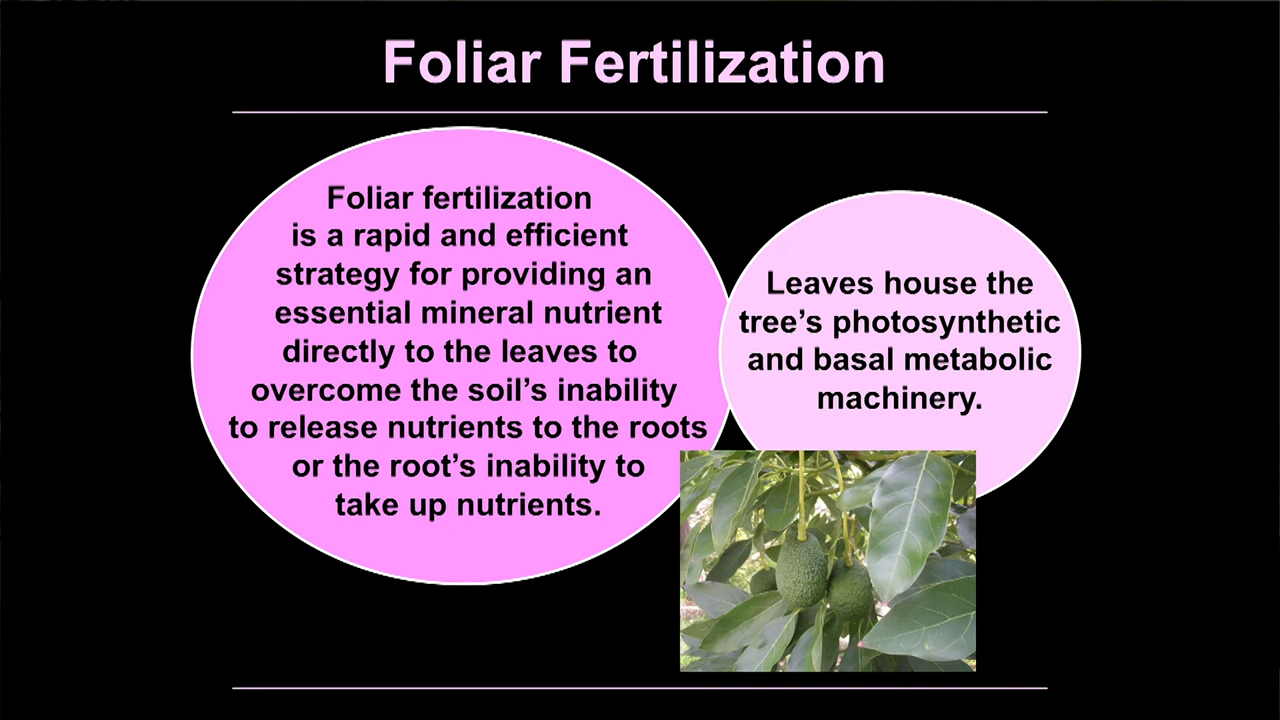 Foliar Fertilization
Foliar fertilization
is a rapid and efficient
strategy for providing an
essential mineral nutrient
directly to the leaves to
overcome the soil’s inability
to release nutrients to the roots
or the root’s inability to
take up nutrients.
Leaves house the
tree’s photosynthetic
and basal metabolic
machinery.